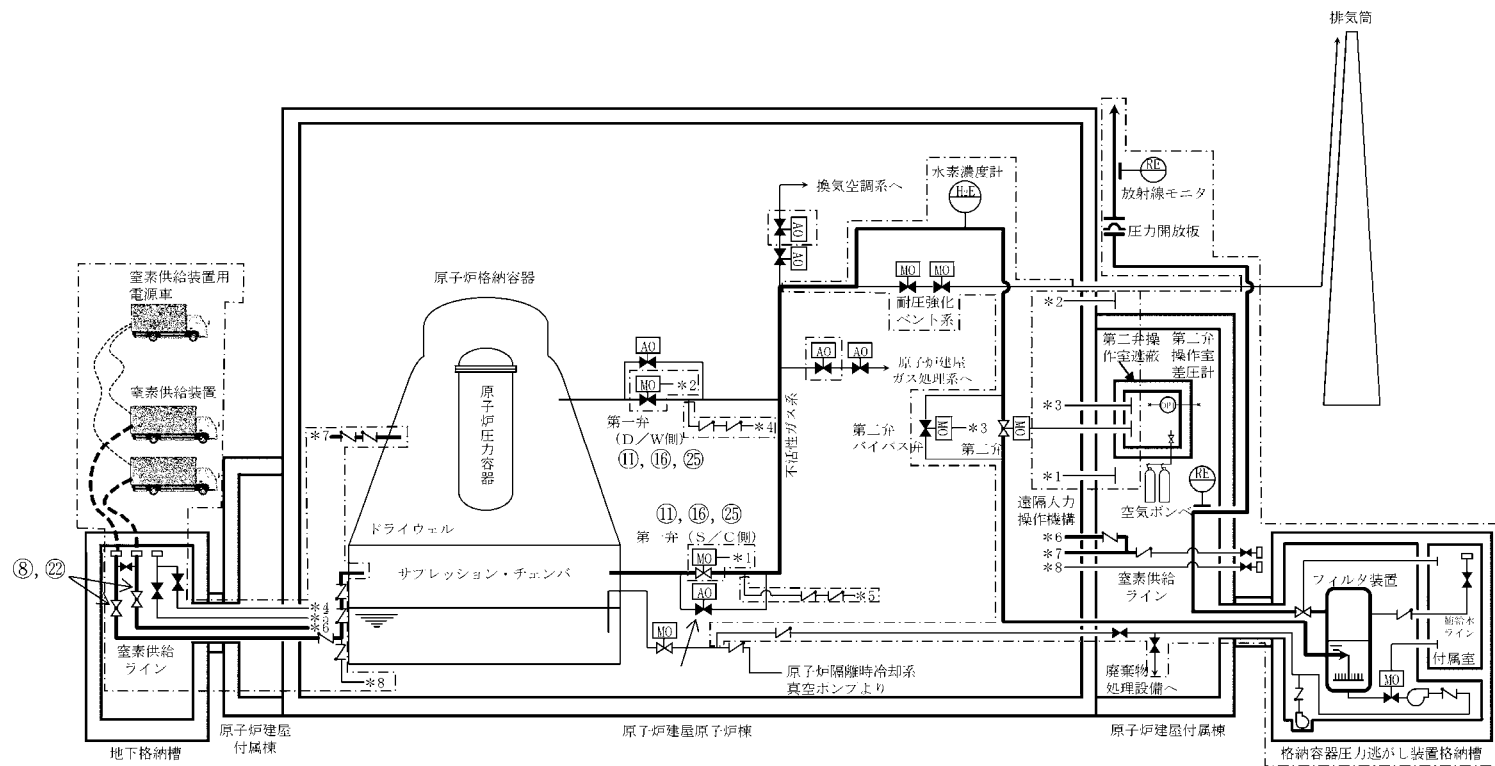 排気筒
換気空調系へ
水素濃度計
H2E
RE
放射線モニタ
圧力開放板
AO
AO
窒素供給装置用
電源車
原子炉格納容器
MO
MO
耐圧強化
ベント系
*2
第二弁操
作室遮蔽
第二弁
操作室
差圧計
AO
AO
AO
原子炉建屋
ガス処理系へ
MO
*2
窒素供給装置
原子炉圧力容器
*3
*4
第一弁
(D/W側)
⑪, ⑯, ㉕
不活性ガス系
第二弁
バイパス弁
MO
*3
第二弁
MO
*7
*1
RE
遠隔人力
操作機構
空気ボンベ
ドライウェル
⑪, ⑯, ㉕
第一弁(S/C側)
MO
*1
*6
*7
*8
窒素供給
ライン
サプレッション・チェンバ
⑧, ㉒
フィルタ装置
*5
AO
*4
*6
MO
補給水
ライン
付属室
窒素供給
ライン
*8
原子炉隔離時冷却系
真空ポンプより
廃棄物
処理設備へ
MO
地下格納槽
原子炉建屋
付属棟
原子炉建屋原子炉棟
原子炉建屋付属棟
格納容器圧力逃がし装置格納槽